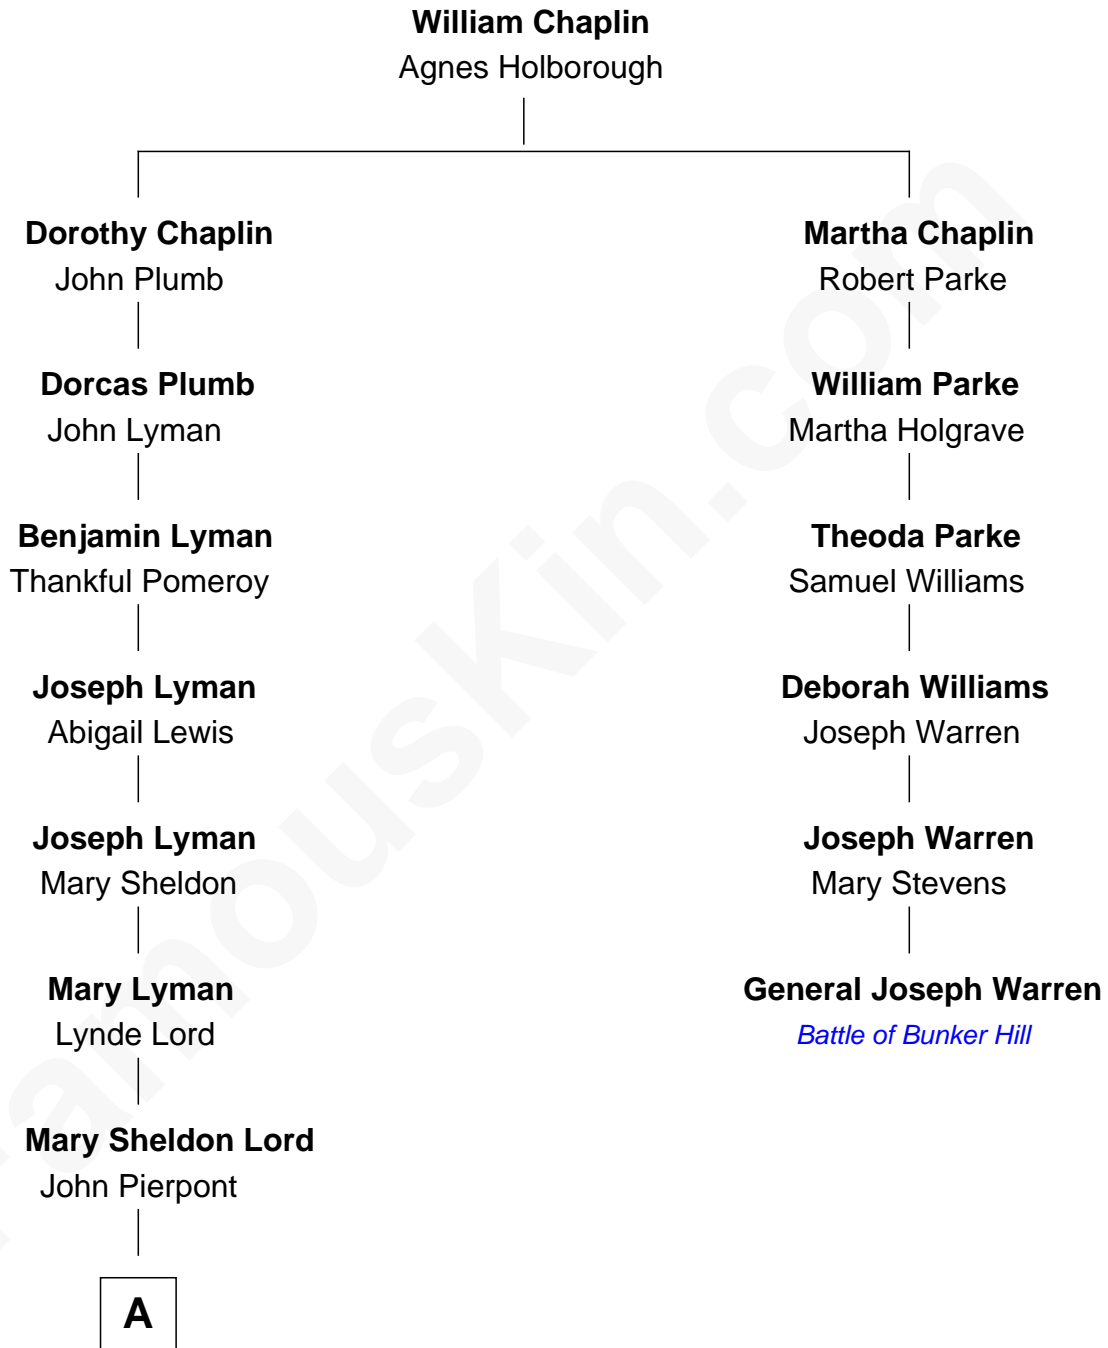 William Chaplin
Agnes Holborough
Dorothy Chaplin
John Plumb
Martha Chaplin
Robert Parke
Dorcas Plumb
John Lyman
William Parke
Martha Holgrave
Benjamin Lyman
Thankful Pomeroy
Theoda Parke
Samuel Williams
Joseph Lyman
Abigail Lewis
Deborah Williams
Joseph Warren
Joseph Lyman
Mary Sheldon
Joseph Warren
Mary Stevens
Mary Lyman
Lynde Lord
General Joseph Warren
Battle of Bunker Hill
Mary Sheldon Lord
John Pierpont
A
FamousKin.com